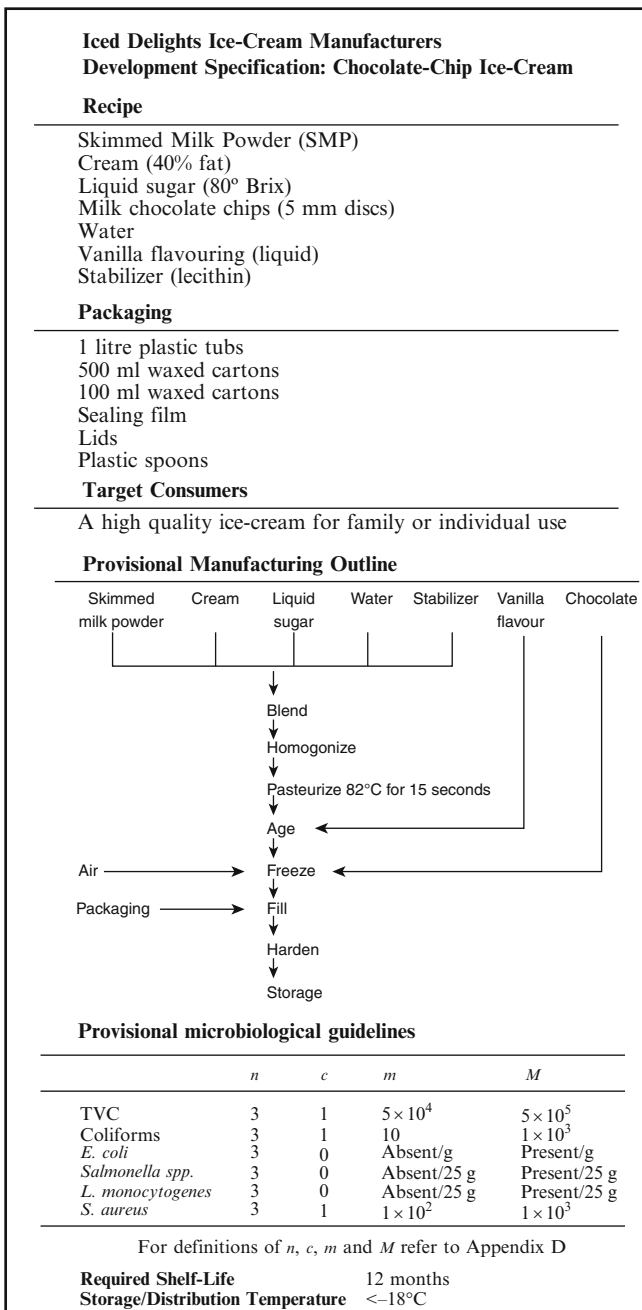 Iced Delights Ice-Cream Manufacturers
Development Specification: Chocolate-Chip Ice-Cream
Recipe
Skimmed Milk Powder (SMP)
Cream (40% fat)
Liquid sugar (80º Brix)
Milk chocolate chips (5 mm discs)
Water
Vanilla flavouring (liquid)
Stabilizer (lecithin)
Packaging
1 litre plastic tubs
500 ml waxed cartons
100 ml waxed cartons
Sealing film
Lids
Plastic spoons
Target Consumers
A high quality ice-cream for family or individual use
Provisional Manufacturing Outline
Skimmed Cream Liquid Water Stabilizer Vanilla Chocolate
milk powder sugar flavour
Blend
Homogonize
Pasteurize 82°C for 15 seconds
Age
Air Freeze
Packaging Fill
Harden
Storage
Provisional microbiological guidelines
n c m M
TVC 3 1 5 × 10⁴ 5 × 10⁵
Coliforms 3 1 10 1 × 10³
E. coli 3 0 Absent/g Present/g
Salmonella spp. 3 0 Absent/25 g Present/25 g
L. monocytogenes 3 0 Absent/25 g Present/25 g
S. aureus 3 1 1 × 10² 1 × 10³
For definitions of n, c, m and M refer to Appendix D
Required Shelf-Life 12 months
Storage/Distribution Temperature <–18°C